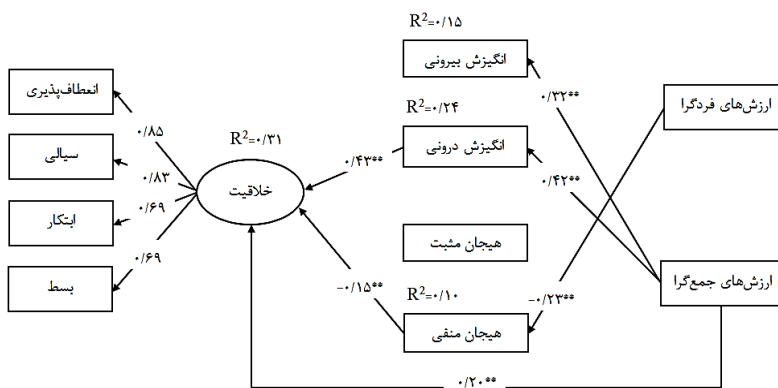 R²=۰/۱۵
انگیزش بیرونی
ارزش‌های فردگرا
۰/۳۲**
R²=۰/۲۴
انگیزش درونی
۰/۴۲**
هیجان مثبت
R²=۰/۱۰
هیجان منفی
-۰/۲۳**
ارزش‌های جمع‌گرا
R²=۰/۳۱
خلاقیت
۰/۴۳**
-۰/۱۵**
۰/۲۰**
انعطاف‌پذیری
۰/۸۵
سیالی
۰/۸۳
ابتکار
۰/۶۹
بسط
۰/۶۹